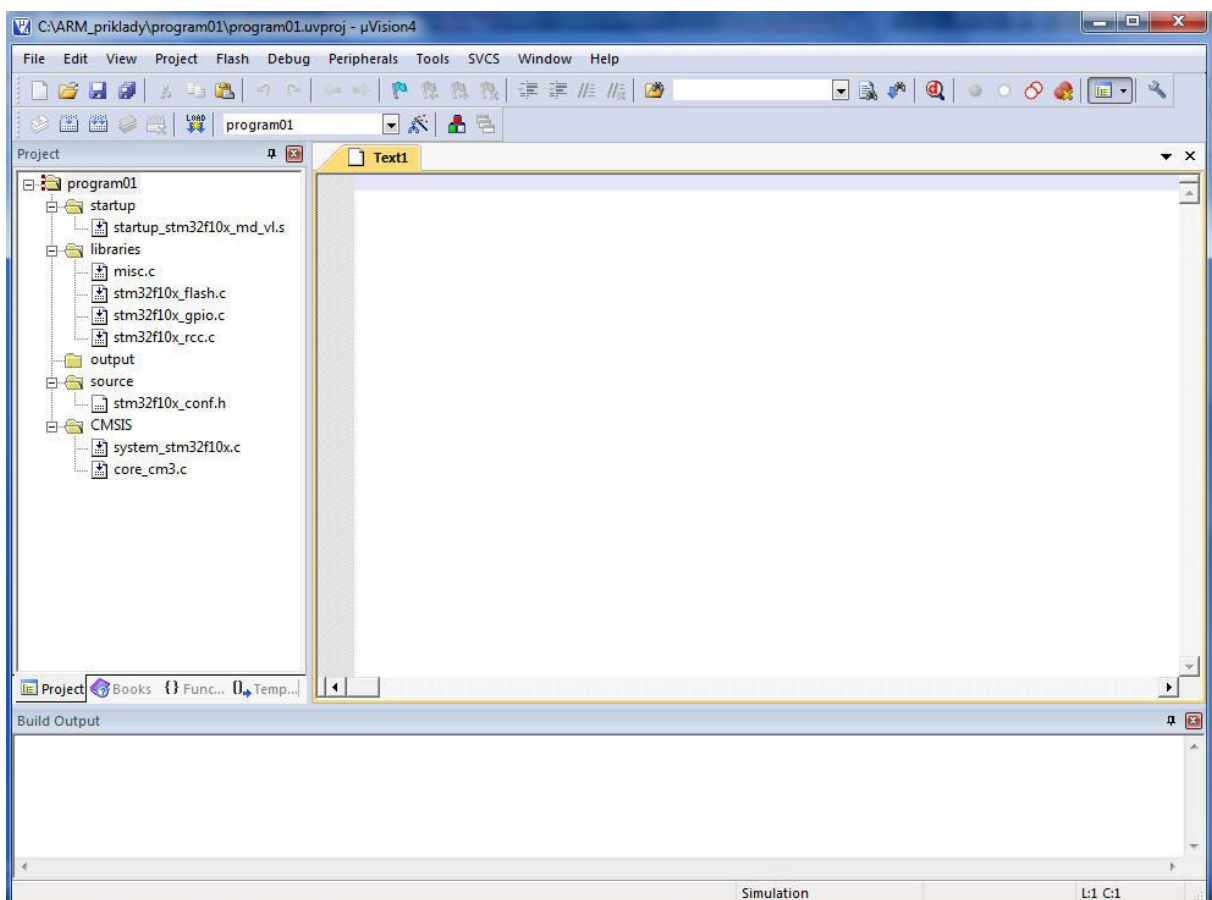 C:\ARM_priklady\program01\program01.uvproj - µVision4
File Edit View Project Flash Debug Peripherals Tools SVCS Window Help
LOAD program01
Project
Text1
program01
startup
startup_stm32f10x_md_vl.s
libraries
misc.c
stm32f10x_flash.c
stm32f10x_gpio.c
stm32f10x_rcc.c
output
source
stm32f10x_conf.h
CMSIS
system_stm32f10x.c
core_cm3.c
Project Books {} Func... Temp...
Build Output
Simulation L:1 C:1